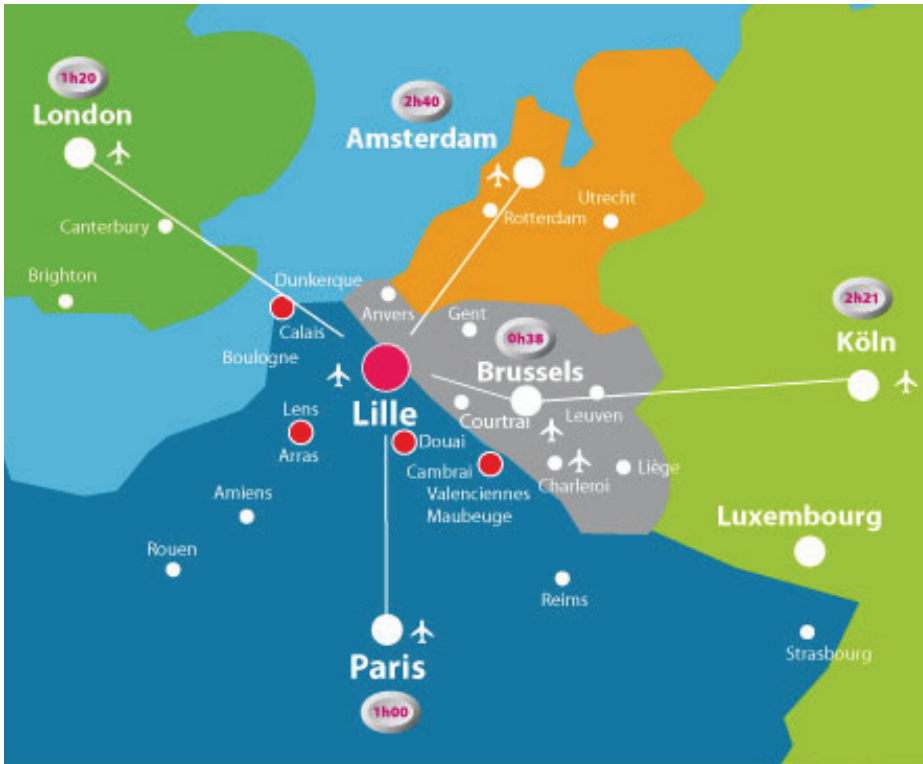 1h20
London
2h40
Amsterdam
Utrecht
Rotterdam
Canterbury
Brighton
Dunkerque
Calais
Boulogne
Anvers
Gent
0h38
Brussels
2h21
Köln
Leuven
Courtrai
Lille
Lens
Arras
Douai
Cambrai
Valenciennes
Maubeuge
Charleroi
Liège
Amiens
Rouen
Luxembourg
Reims
Strasbourg
Paris
1h00